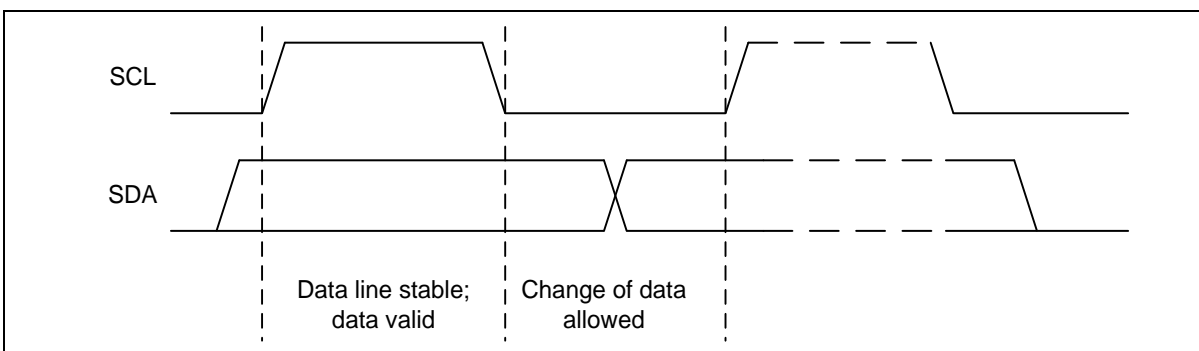 SCL
SDA
Data line stable;
data valid
Change of data
allowed